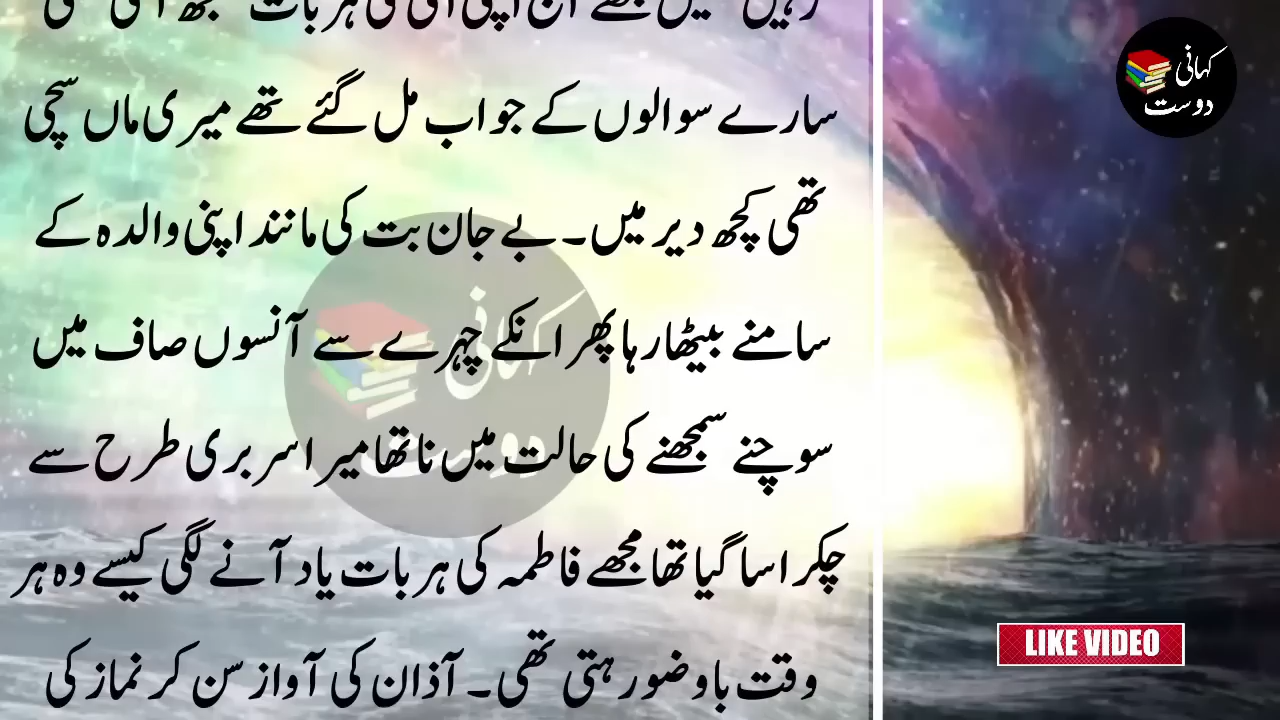 سارے سوالوں کے جواب مل گئے تھے میری ماں سچی
تھی کچھ دیر میں۔ بے جان بت کی مانند اپنی والدہ کے
سامنے بیٹھا رہا پھر انکے چہرے سے آنسوں صاف میں
سوچنے سمجھنے کی حالت میں نا تھا میرا سر بری طرح سے
چکرا سا گیا تھا مجھے فاطمہ کی ہر بات یاد آنے لگی کیسے وہ ہر
وقت باوضو رہتی تھی۔ آذان کی آواز سن کر نماز کی
کہانی
دوست
کہانی
دوست
LIKE VIDEO